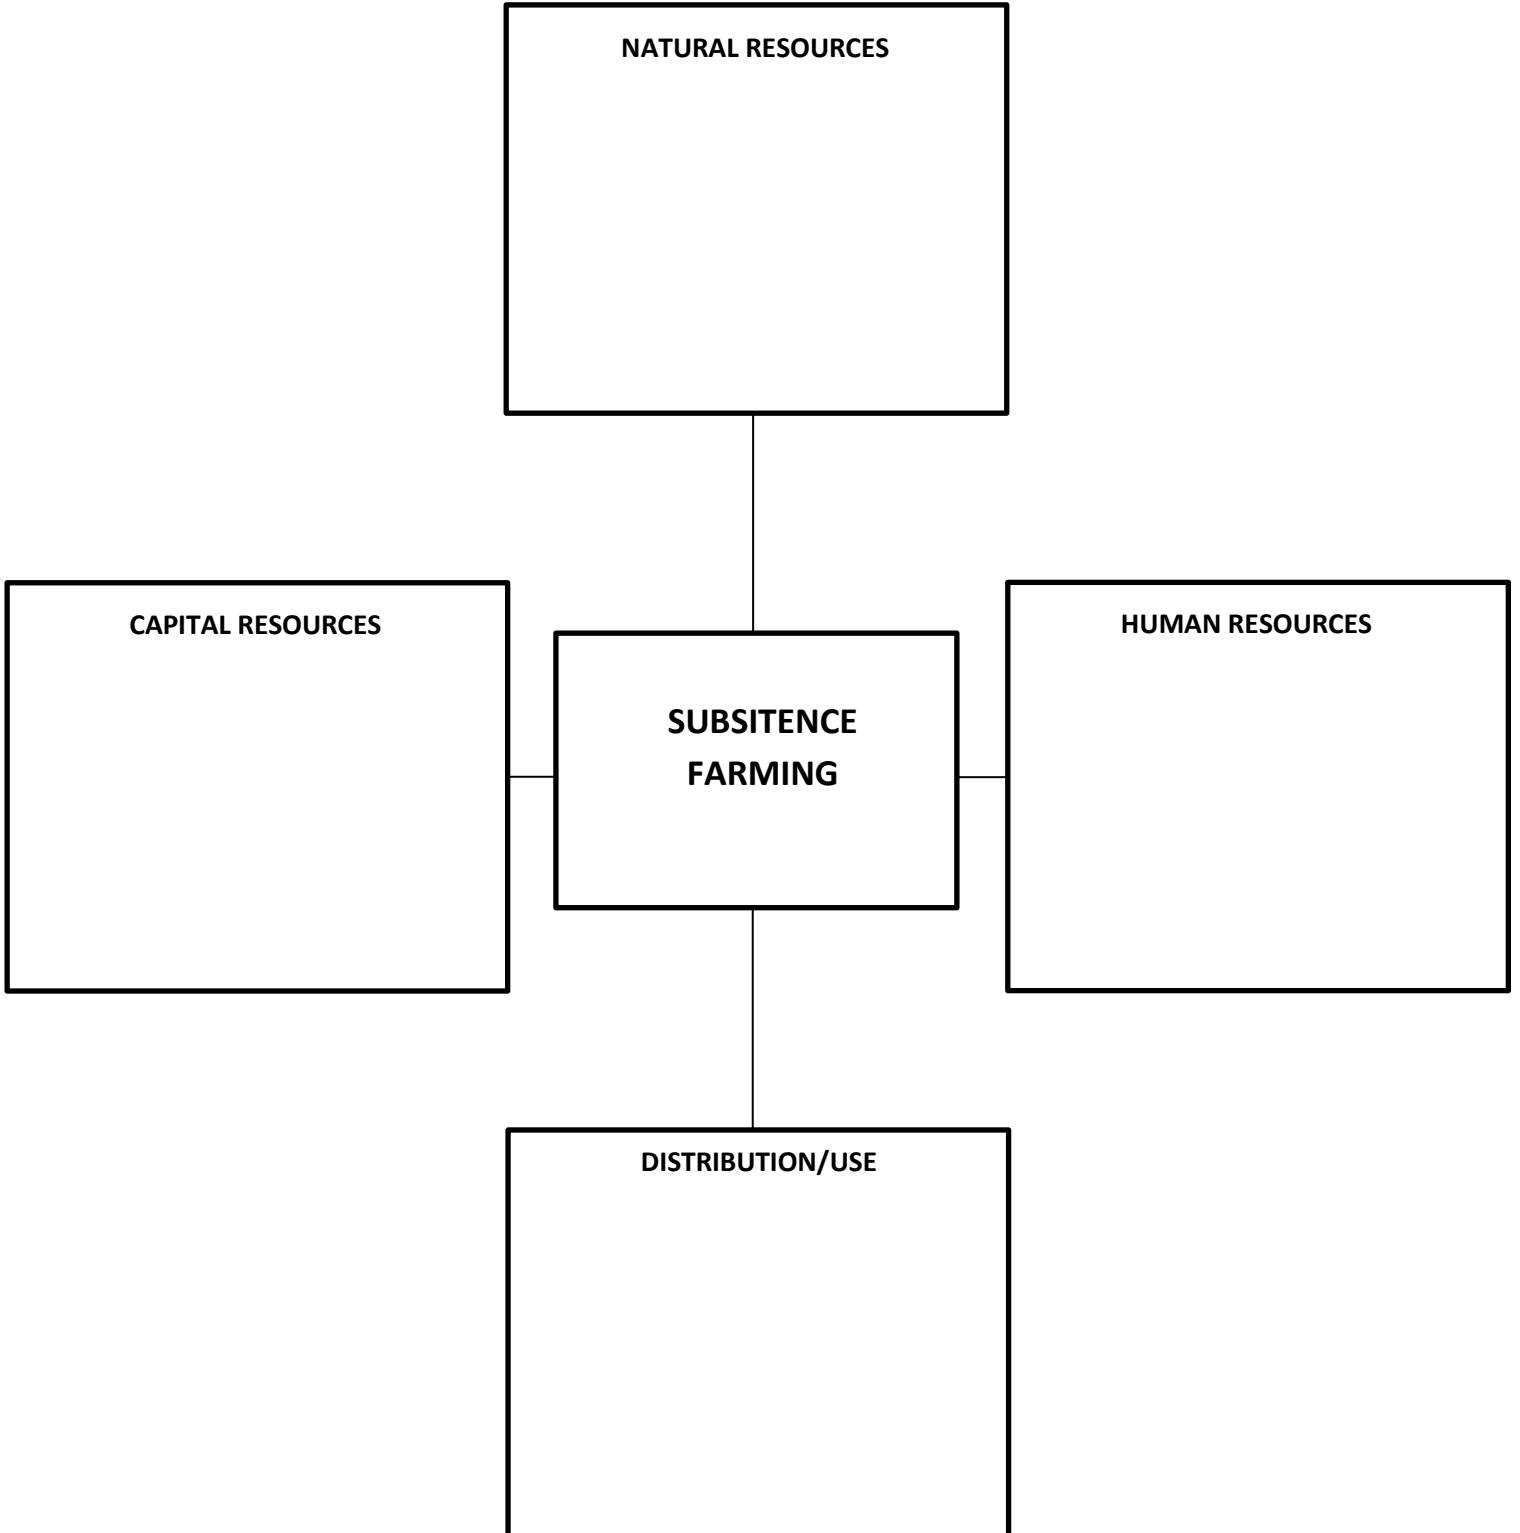 NATURAL RESOURCES
CAPITAL RESOURCES
HUMAN RESOURCES
SUBSITENCE
FARMING
DISTRIBUTION/USE